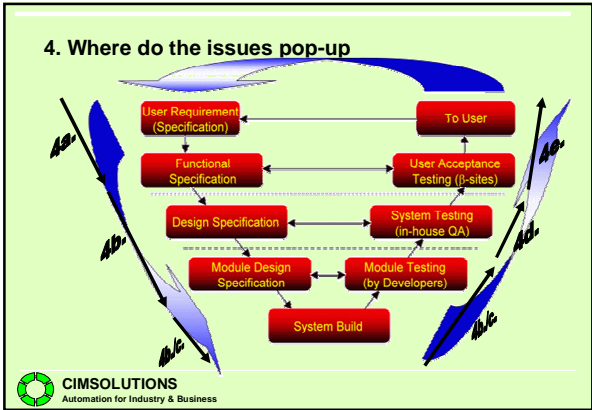 4. Where do the issues pop-up
User Requirement
(Specification)
To User
4a.
4e.
Functional
Specification
User Acceptance
Testing (β-sites)
4b.
Design Specification
System Testing
(in-house QA)
4d.
Module Design
Specification
Module Testing
(by Developers)
4b./c.
4b./c.
System Build
CIMSOLUTIONS
Automation for Industry & Business